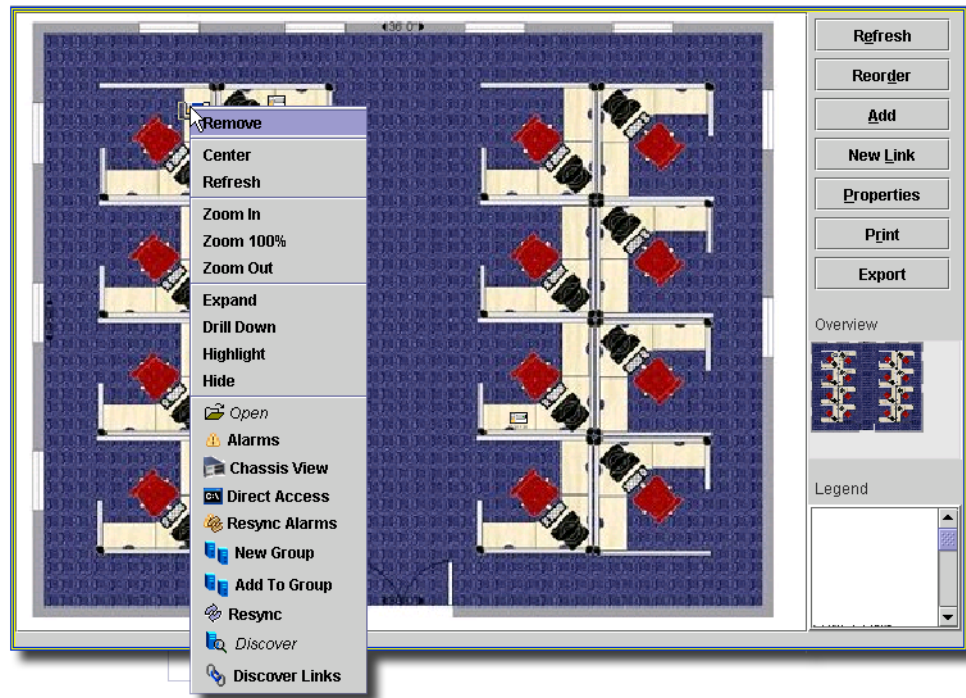 36' 0"
Refresh
Reorder
Add
New Link
Properties
Print
Export
Overview
Legend
Remove
Center
Refresh
Zoom In
Zoom 100%
Zoom Out
Expand
Drill Down
Highlight
Hide
Open
Alarms
C:\
Chassis View
Direct Access
Resync Alarms
New Group
Add To Group
Resync
Discover
Discover Links